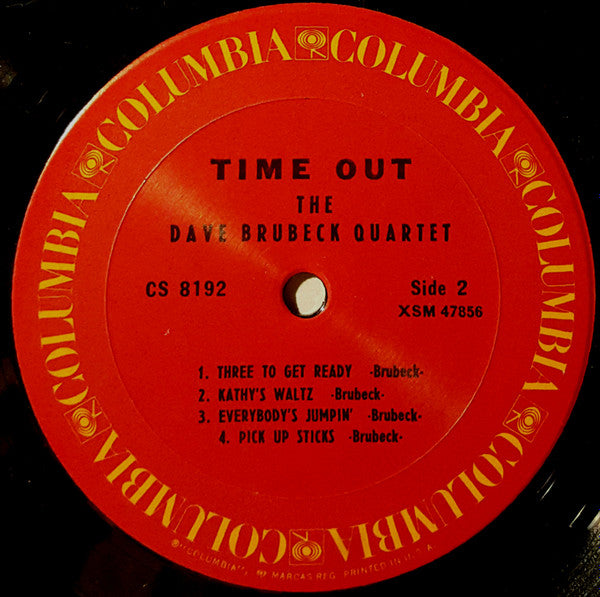 COLUMBIA COLUMBIA COLUMBIA COLUMBIA COLUMBIA COLUMBIA COLUMBIA COLUMBIA
TIME OUT
THE
DAVE BRUBECK QUARTET
CS 8192
Side 2
XSM 47856
1. THREE TO GET READY -Brubeck-
2. KATHY'S WALTZ -Brubeck-
3. EVERYBODY'S JUMPIN' -Brubeck-
4. PICK UP STICKS -Brubeck-
MARCAS REG. PRINTED IN U.S.A.